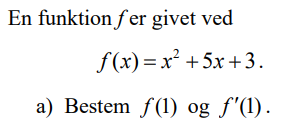 En funktion f er givet ved
f(x) = x² + 5x + 3.
a) Bestem f(1) og f′(1).